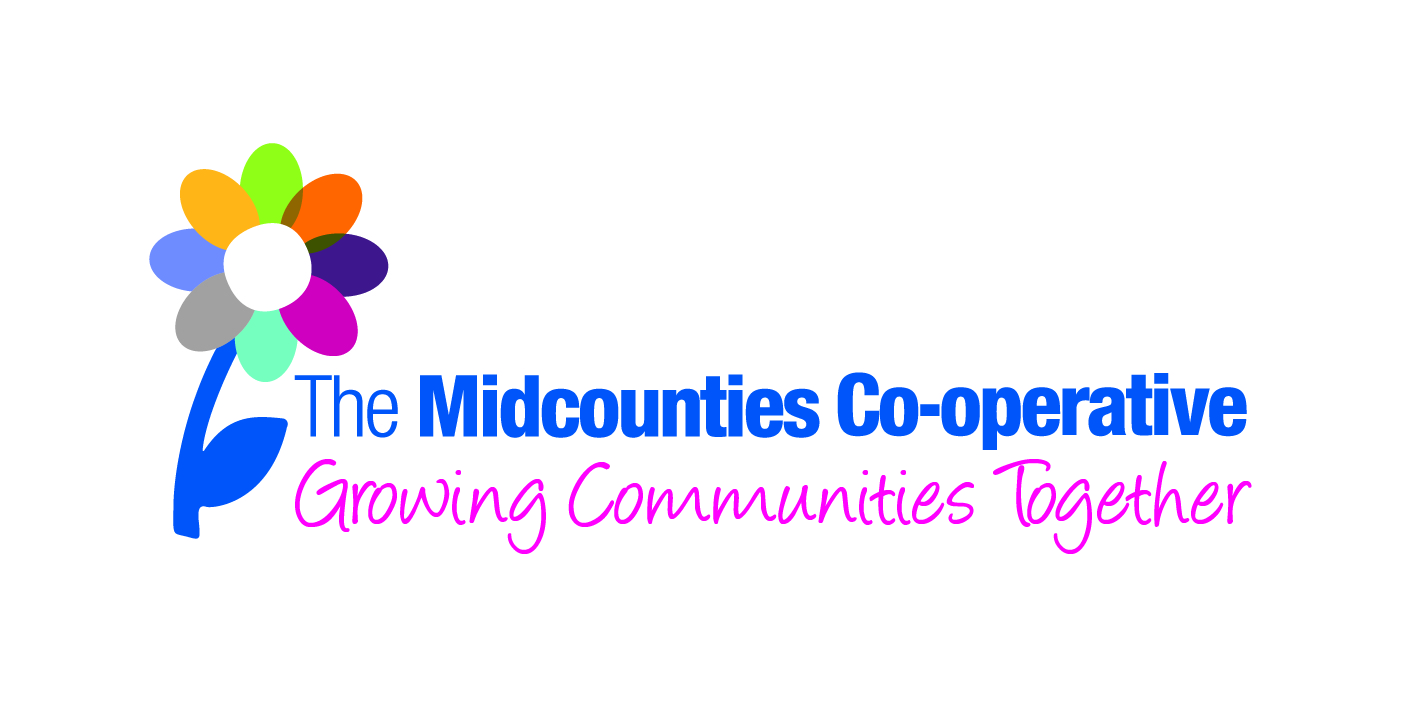 The Midcounties Co-operative
Growing Communities Together